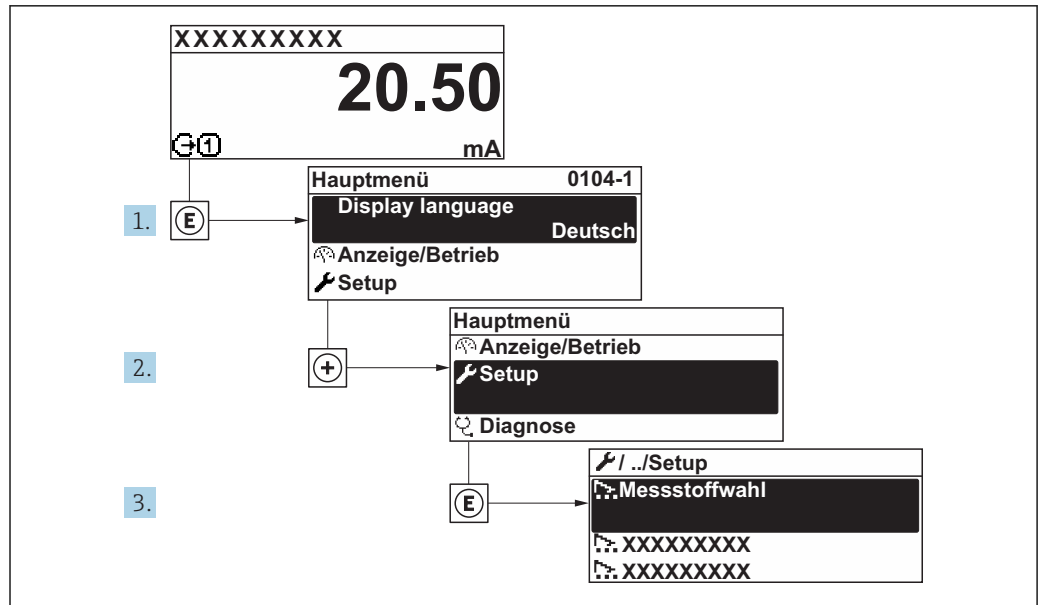 XXXXXXXXX
20.50
1
mA
Hauptmenü 0104-1
1. E
Display language
Deutsch
Anzeige/Betrieb
Setup
Hauptmenü
2. +
Anzeige/Betrieb
Setup
Diagnose
/ ../Setup
3. E
Messstoffwahl
XXXXXXXXX
XXXXXXXXX